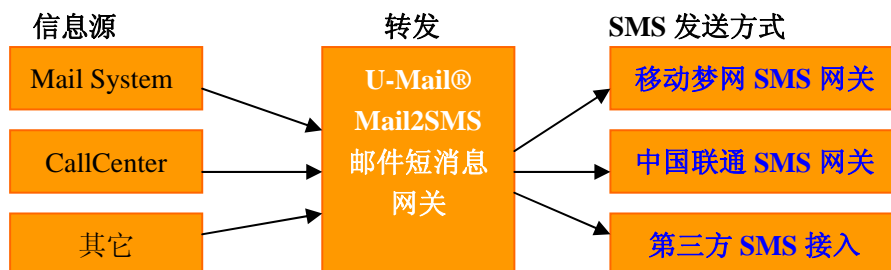 信息源
转发
SMS 发送方式
Mail System
CallCenter
其它
U-Mail®
Mail2SMS
邮件短消息
网关
移动梦网 SMS 网关
中国联通 SMS 网关
第三方 SMS 接入